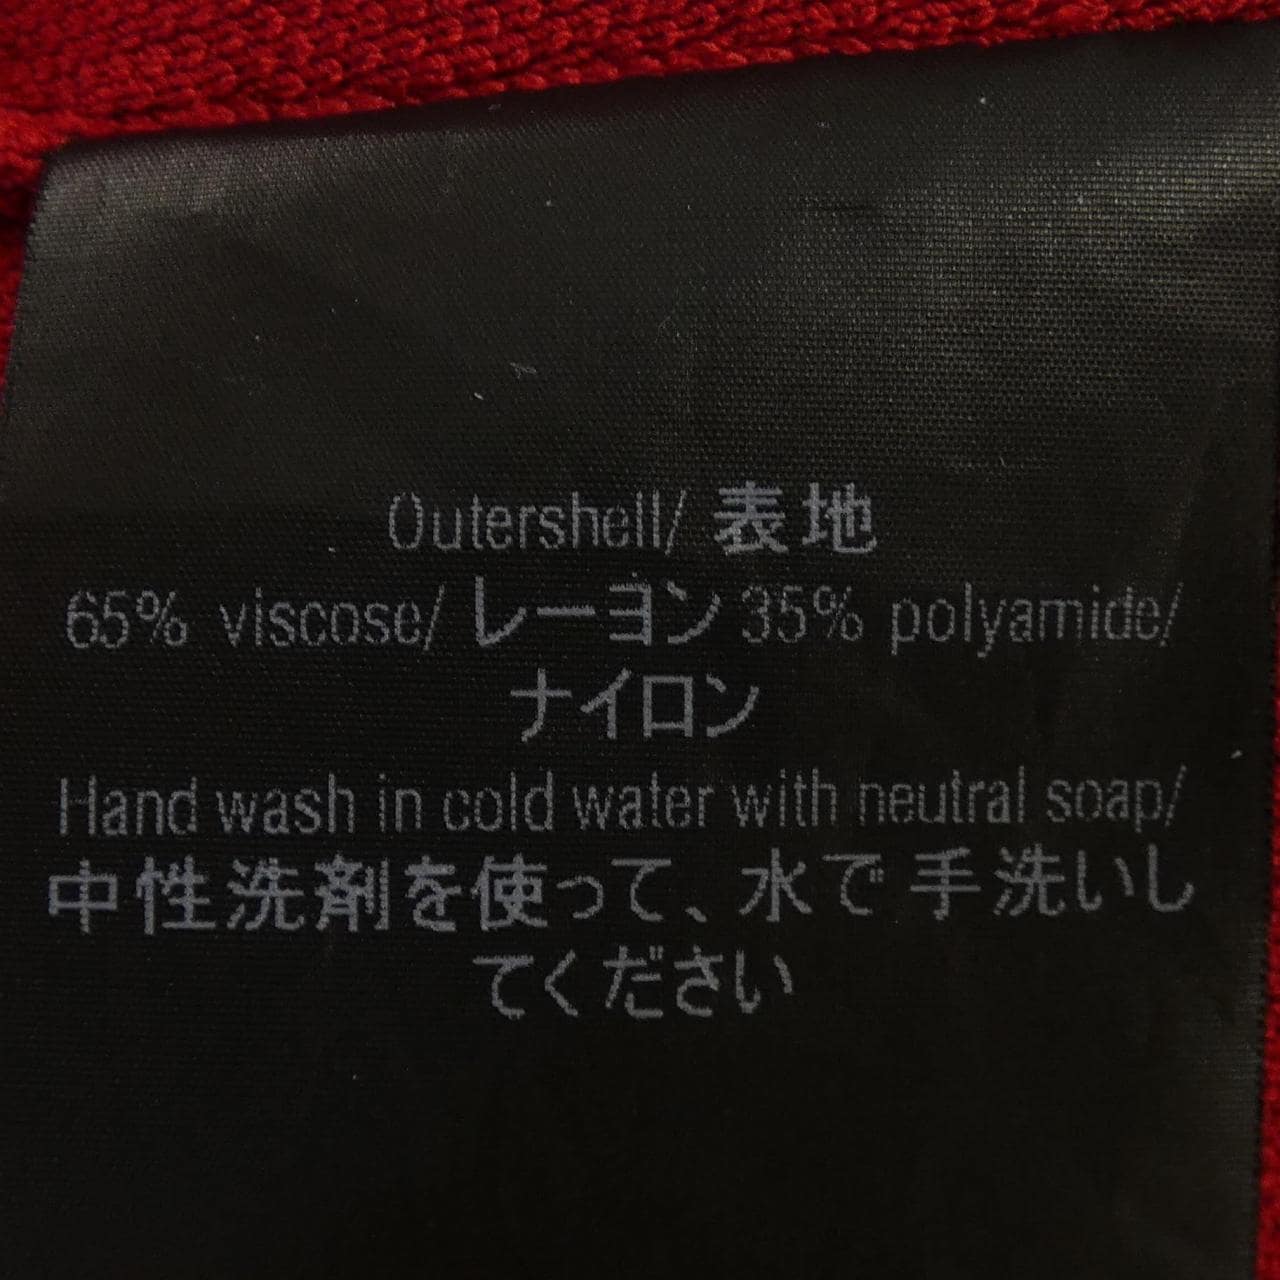 Outershell/ 表地
65% viscose/ レーヨン 35% polyamide/
ナイロン
Hand wash in cold water with neutral soap/
中性洗剤を使って、水で手洗いし
てください